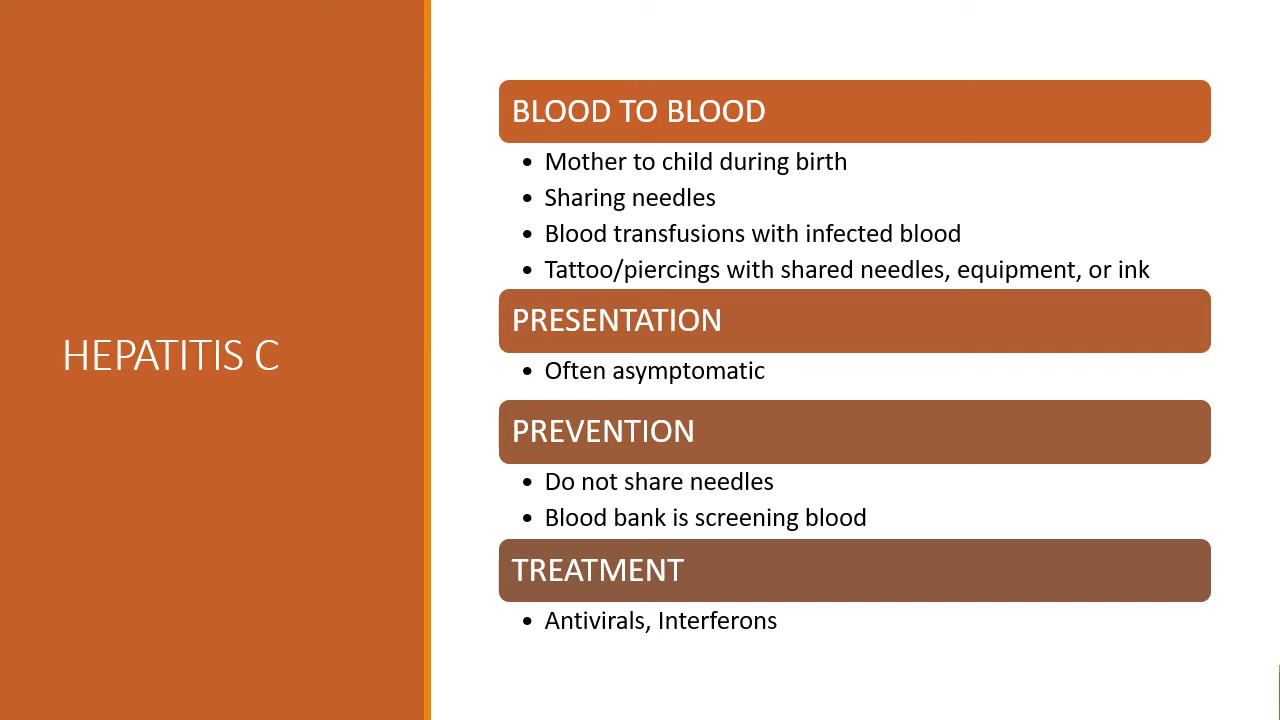 HEPATITIS C
BLOOD TO BLOOD
• Mother to child during birth
• Sharing needles
• Blood transfusions with infected blood
• Tattoo/piercings with shared needles, equipment, or ink
PRESENTATION
• Often asymptomatic
PREVENTION
• Do not share needles
• Blood bank is screening blood
TREATMENT
• Antivirals, Interferons